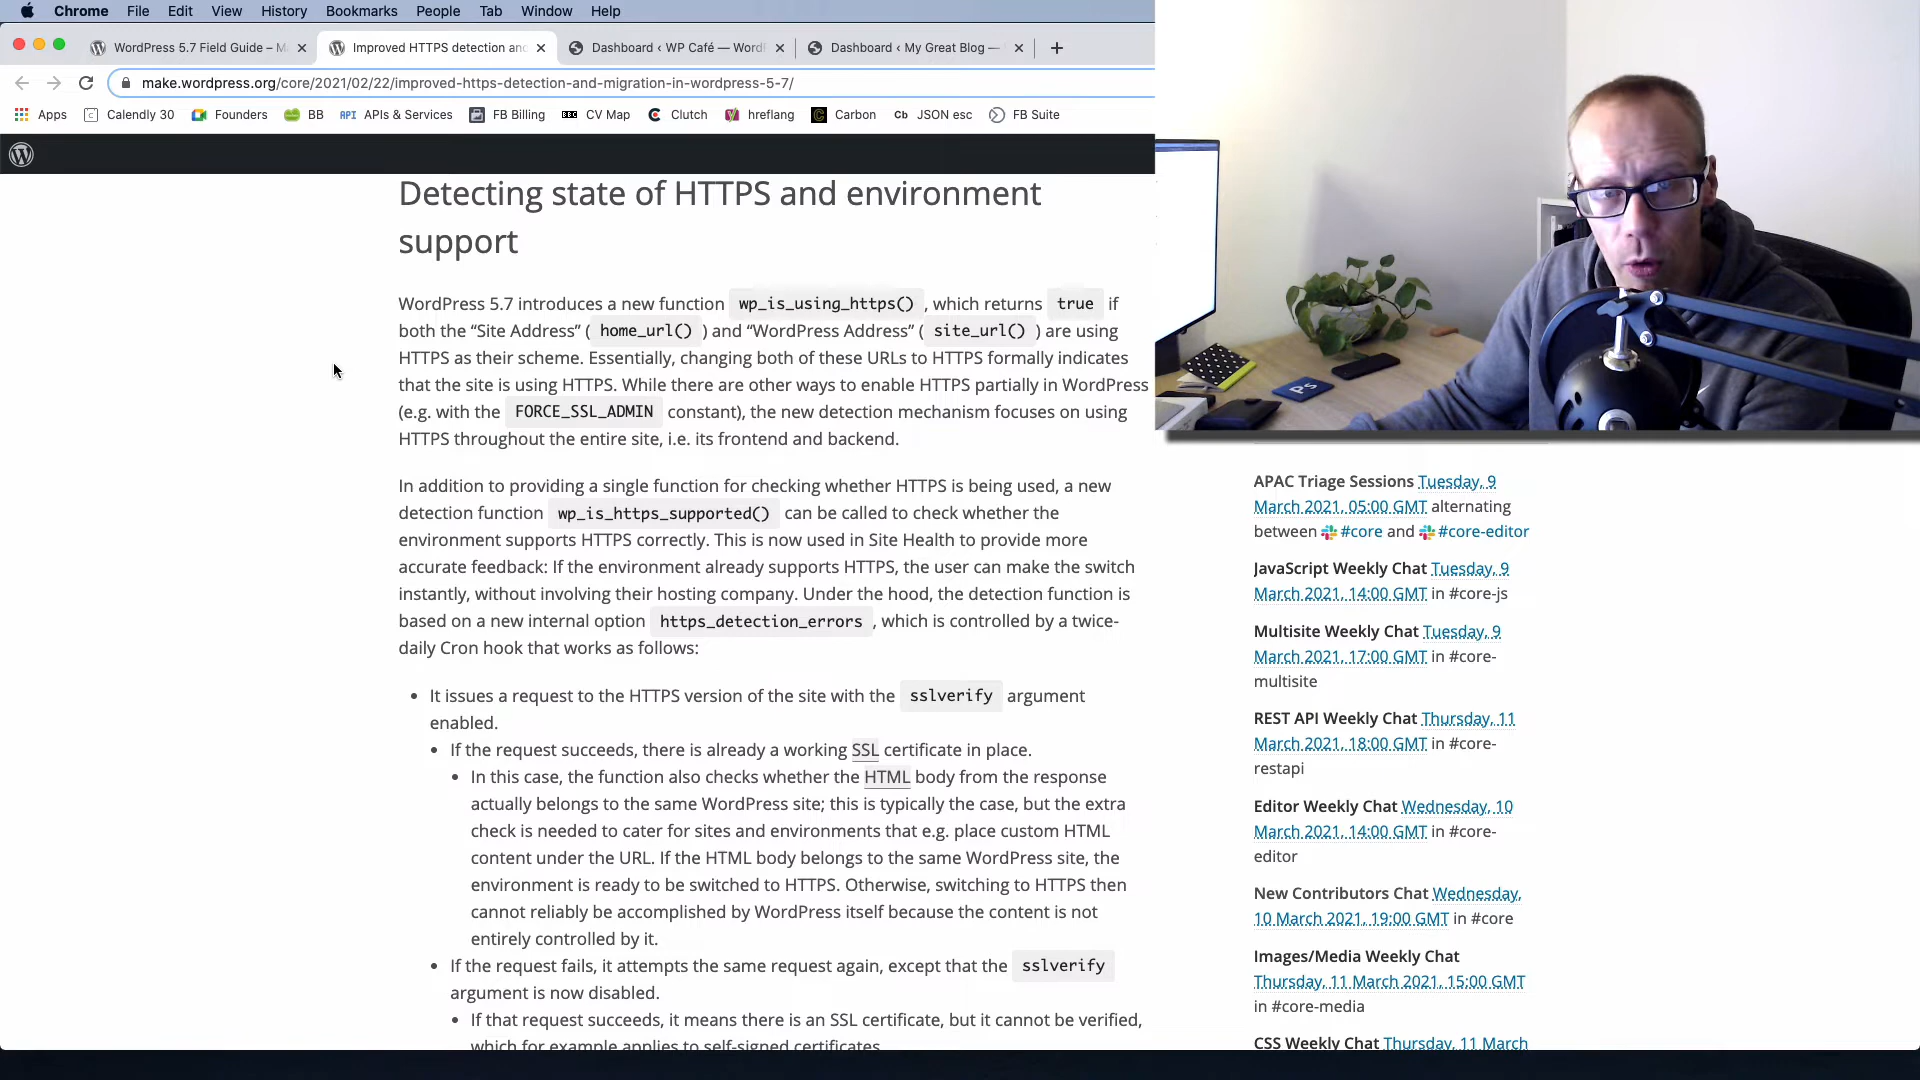 Chrome File Edit View History Bookmarks People Tab Window Help
WordPress 5.7 Field Guide – M
Improved HTTPS detection and
Dashboard ‹ WP Café — Word
Dashboard ‹ My Great Blog —
make.wordpress.org/core/2021/02/22/improved-https-detection-and-migration-in-wordpress-5-7/
Apps Calendly 30 Founders BB API APIs & Services FB Billing BBC CV Map Clutch hreflang Carbon Cb JSON esc FB Suite
Detecting state of HTTPS and environment
support
WordPress 5.7 introduces a new function wp_is_using_https() , which returns true if
both the “Site Address” ( home_url() ) and “WordPress Address” ( site_url() ) are using
HTTPS as their scheme. Essentially, changing both of these URLs to HTTPS formally indicates
that the site is using HTTPS. While there are other ways to enable HTTPS partially in WordPress
(e.g. with the FORCE_SSL_ADMIN constant), the new detection mechanism focuses on using
HTTPS throughout the entire site, i.e. its frontend and backend.
In addition to providing a single function for checking whether HTTPS is being used, a new
detection function wp_is_https_supported() can be called to check whether the
environment supports HTTPS correctly. This is now used in Site Health to provide more
accurate feedback: If the environment already supports HTTPS, the user can make the switch
instantly, without involving their hosting company. Under the hood, the detection function is
based on a new internal option https_detection_errors , which is controlled by a twice-
daily Cron hook that works as follows:
• It issues a request to the HTTPS version of the site with the sslverify argument
enabled.
• If the request succeeds, there is already a working SSL certificate in place.
• In this case, the function also checks whether the HTML body from the response
actually belongs to the same WordPress site; this is typically the case, but the extra
check is needed to cater for sites and environments that e.g. place custom HTML
content under the URL. If the HTML body belongs to the same WordPress site, the
environment is ready to be switched to HTTPS. Otherwise, switching to HTTPS then
cannot reliably be accomplished by WordPress itself because the content is not
entirely controlled by it.
• If the request fails, it attempts the same request again, except that the sslverify
argument is now disabled.
• If that request succeeds, it means there is an SSL certificate, but it cannot be verified,
which for example applies to self-signed certificates.
Ps
APAC Triage Sessions Tuesday, 9
March 2021, 05:00 GMT alternating
between #core and #core-editor
JavaScript Weekly Chat Tuesday, 9
March 2021, 14:00 GMT in #core-js
Multisite Weekly Chat Tuesday, 9
March 2021, 17:00 GMT in #core-
multisite
REST API Weekly Chat Thursday, 11
March 2021, 18:00 GMT in #core-
restapi
Editor Weekly Chat Wednesday, 10
March 2021, 14:00 GMT in #core-
editor
New Contributors Chat Wednesday,
10 March 2021, 19:00 GMT in #core
Images/Media Weekly Chat
Thursday, 11 March 2021, 15:00 GMT
in #core-media
CSS Weekly Chat Thursday, 11 March